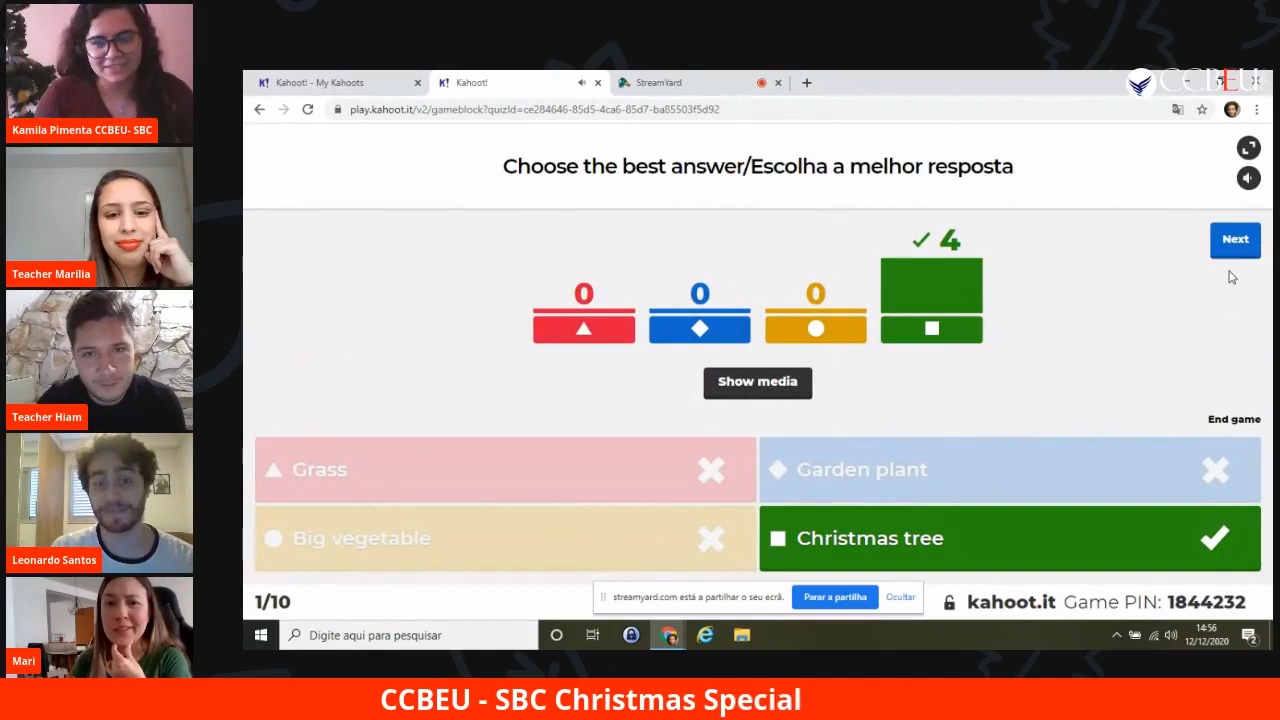 Kamila Pimenta CCBEU- SBC
Teacher Marília
Teacher Hiam
Leonardo Santos
Mari
CCBEU
Kahoot! - My Kahoots
Kahoot!
StreamYard
play.kahoot.it/v2/gameblock?quizId=ce284646-85d5-4ca6-85d7-ba85503f5d92
Choose the best answer/Escolha a melhor resposta
Next
0
0
0
4
Show media
End game
Grass
Garden plant
Big vegetable
Christmas tree
1/10
streamyard.com está a partilhar o seu ecrã.
Parar a partilha
Ocultar
kahoot.it Game PIN: 1844232
Digite aqui para pesquisar
14:56
12/12/2020
2
CCBEU - SBC Christmas Special